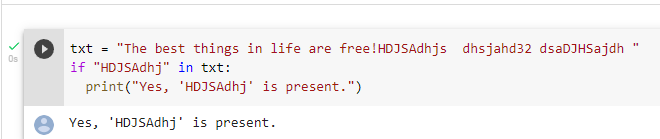 txt = "The best things in life are free!HDJSAdhjs  dhsjahd32 dsaDJHSajdh "
0s
if "HDJSAdhj" in txt:
  print("Yes, 'HDJSAdhj' is present.")
Yes, 'HDJSAdhj' is present.